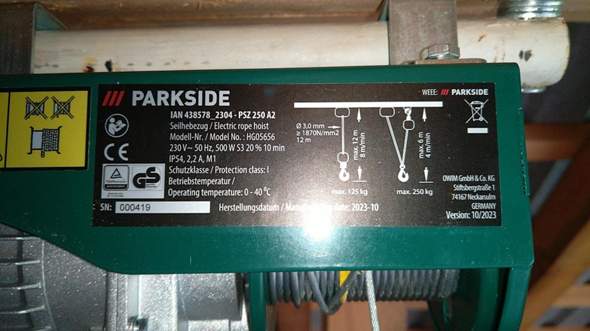 /// PARKSIDE
WEEE: /// PARKSIDE
IAN 438578_2304 - PSZ 250 A2
Seilhebezug / Electric rope hoist
Modell-Nr. / Model No.: HG05656
230 V~ 50 Hz, 500 W S3 20 % 10 min
IP54, 2,2 A, M1
Schutzklasse / Protection class: I
Betriebstemperatur /
Operating temperature: 0 - 40 °C
SN: 000419
Herstellungsdatum / date: 2023-10
Ø 3,0 mm
≥ 1870N/mm2
12 m
max. 12 m
8 m/min
max. 125 kg
max. 6 m
4 m/min
max. 250 kg
OWIM GmbH & Co. KG
Stiftsbergstraße 1
74167 Neckarsulm
GERMANY
Version: 10/2023
CE
GS